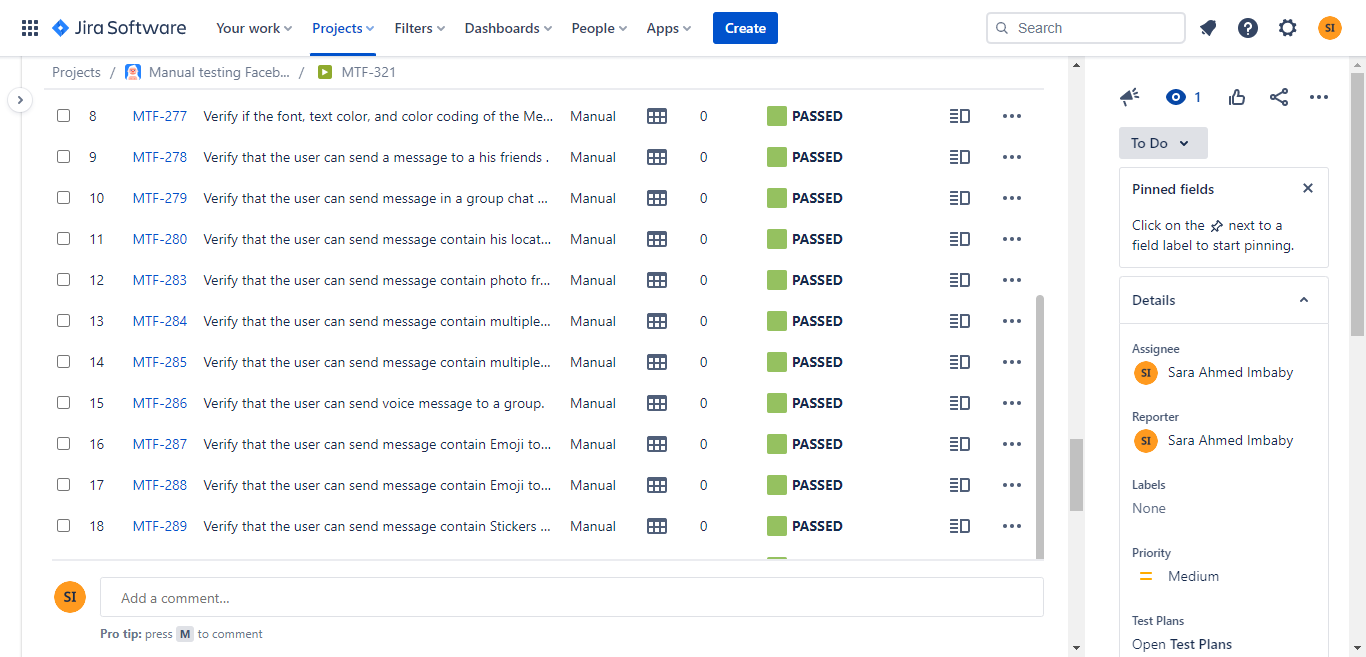 Jira Software Your work Projects Filters Dashboards People Apps Create Search SI
Projects / Manual testing Faceb... / MTF-321
8 MTF-277 Verify if the font, text color, and color coding of the Me... Manual 0 PASSED
9 MTF-278 Verify that the user can send a message to a his friends . Manual 0 PASSED
10 MTF-279 Verify that the user can send message in a group chat ... Manual 0 PASSED
11 MTF-280 Verify that the user can send message contain his locat... Manual 0 PASSED
12 MTF-283 Verify that the user can send message contain photo fr... Manual 0 PASSED
13 MTF-284 Verify that the user can send message contain multiple... Manual 0 PASSED
14 MTF-285 Verify that the user can send message contain multiple... Manual 0 PASSED
15 MTF-286 Verify that the user can send voice message to a group. Manual 0 PASSED
16 MTF-287 Verify that the user can send message contain Emoji to... Manual 0 PASSED
17 MTF-288 Verify that the user can send message contain Emoji to... Manual 0 PASSED
18 MTF-289 Verify that the user can send message contain Stickers ... Manual 0 PASSED
SI Add a comment...
Pro tip: press M to comment
1
To Do
Pinned fields
Click on the next to a
field label to start pinning.
Details
Assignee
SI Sara Ahmed Imbaby
Reporter
SI Sara Ahmed Imbaby
Labels
None
Priority
Medium
Test Plans
Open Test Plans